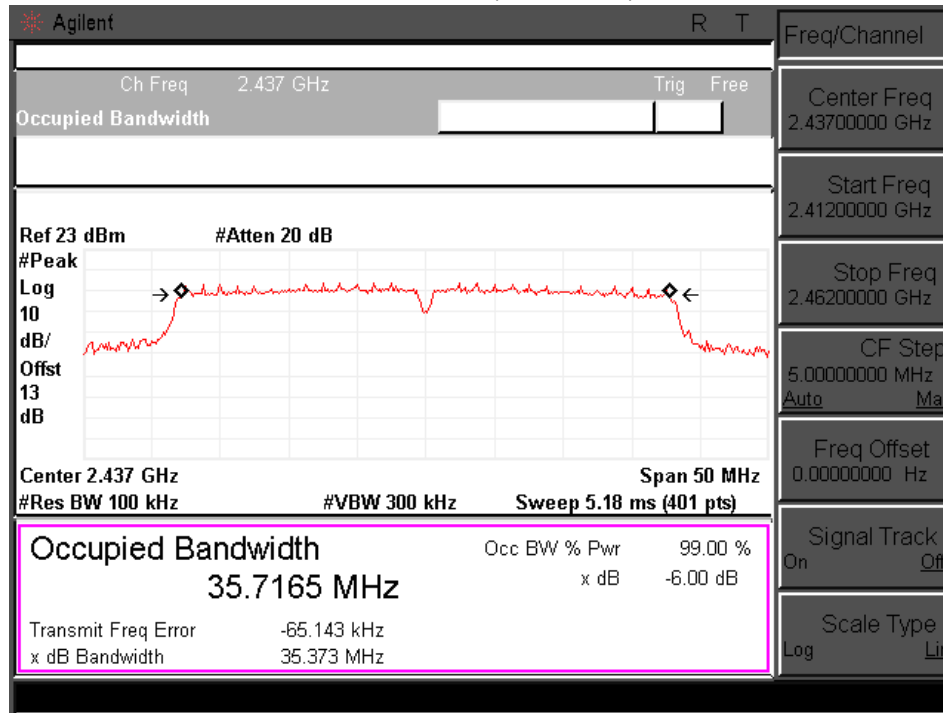 Agilent R T
Freq/Channel
Ch Freq 2.437 GHz Trig Free
Occupied Bandwidth
Center Freq
2.43700000 GHz
Start Freq
2.41200000 GHz
Ref 23 dBm #Atten 20 dB
#Peak
Log
10
dB/
Offst
13
dB
Stop Freq
2.46200000 GHz
CF Step
5.00000000 MHz
Auto Ma
Freq Offset
0.00000000 Hz
Center 2.437 GHz Span 50 MHz
#Res BW 100 kHz #VBW 300 kHz Sweep 5.18 ms (401 pts)
Occupied Bandwidth Occ BW % Pwr 99.00 %
35.7165 MHz x dB -6.00 dB
Transmit Freq Error -65.143 kHz
x dB Bandwidth 35.373 MHz
Signal Track
On Off
Scale Type
Log Lin